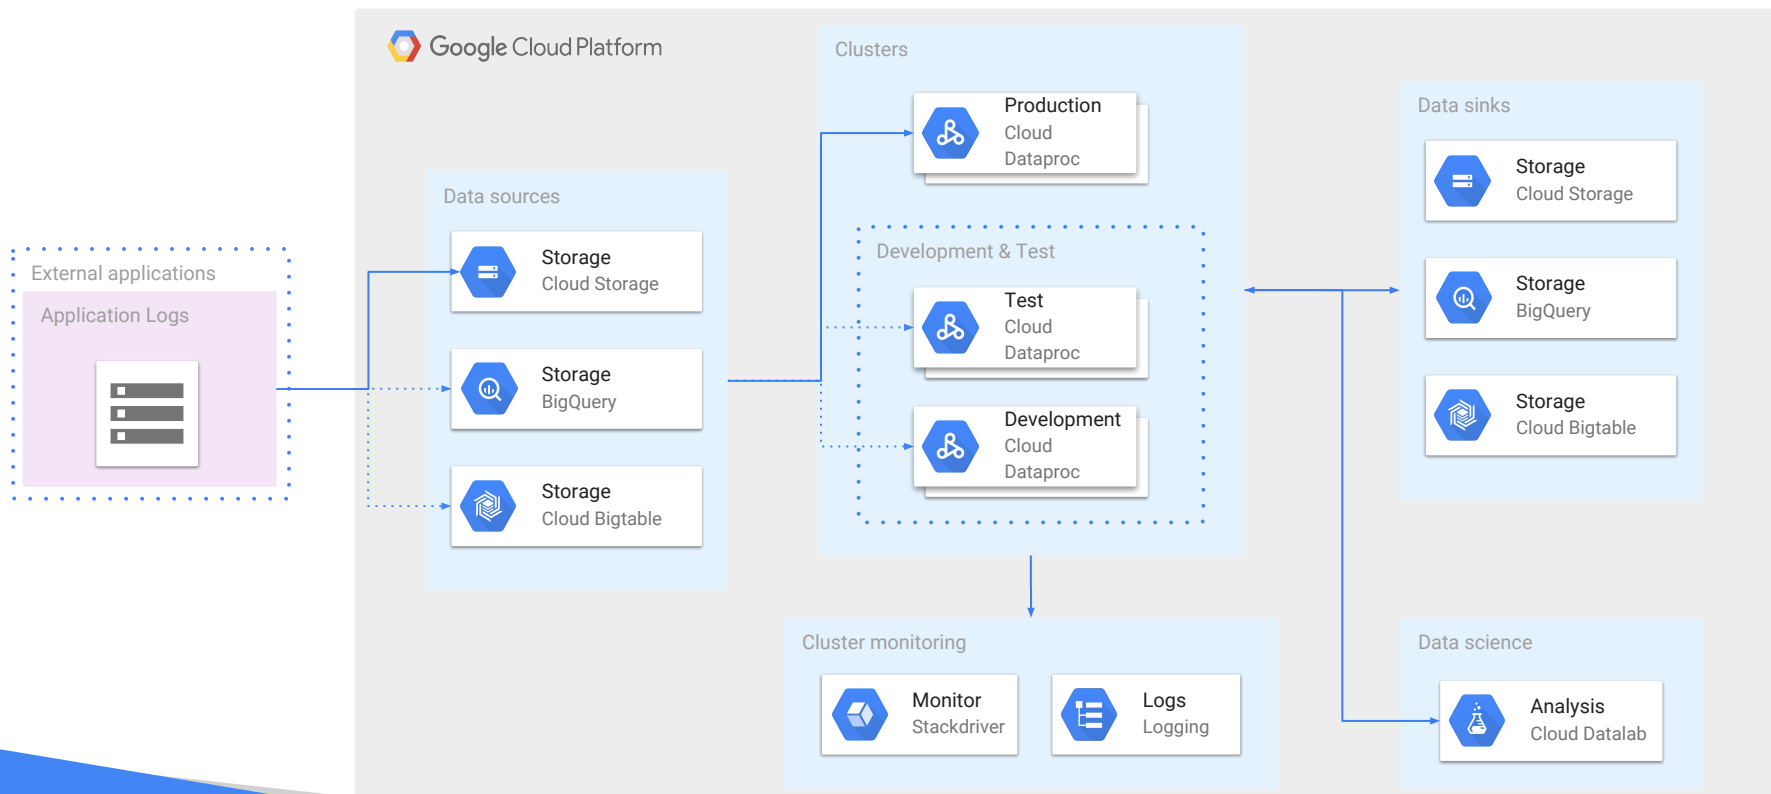 Google Cloud Platform
External applications
Application Logs
Data sources
Storage
Cloud Storage
Storage
BigQuery
Storage
Cloud Bigtable
Clusters
Production
Cloud
Dataproc
Development & Test
Test
Cloud
Dataproc
Development
Cloud
Dataproc
Cluster monitoring
Monitor
Stackdriver
Logs
Logging
Data sinks
Storage
Cloud Storage
Storage
BigQuery
Storage
Cloud Bigtable
Data science
Analysis
Cloud Datalab